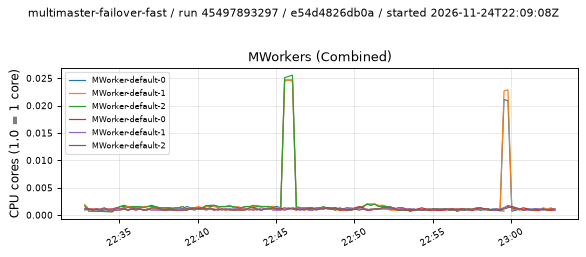 multimaster-failover-fast / run 45497893297 / e54d4826db0a / started 2026-11-24T22:09:08Z
MWorkers (Combined)
CPU cores (1.0 = 1 core)
0.025
0.020
0.015
0.010
0.005
0.000
MWorker-default-0
MWorker-default-1
MWorker-default-2
MWorker-default-0
MWorker-default-1
MWorker-default-2
22:35
22:40
22:45
22:50
22:55
23:00